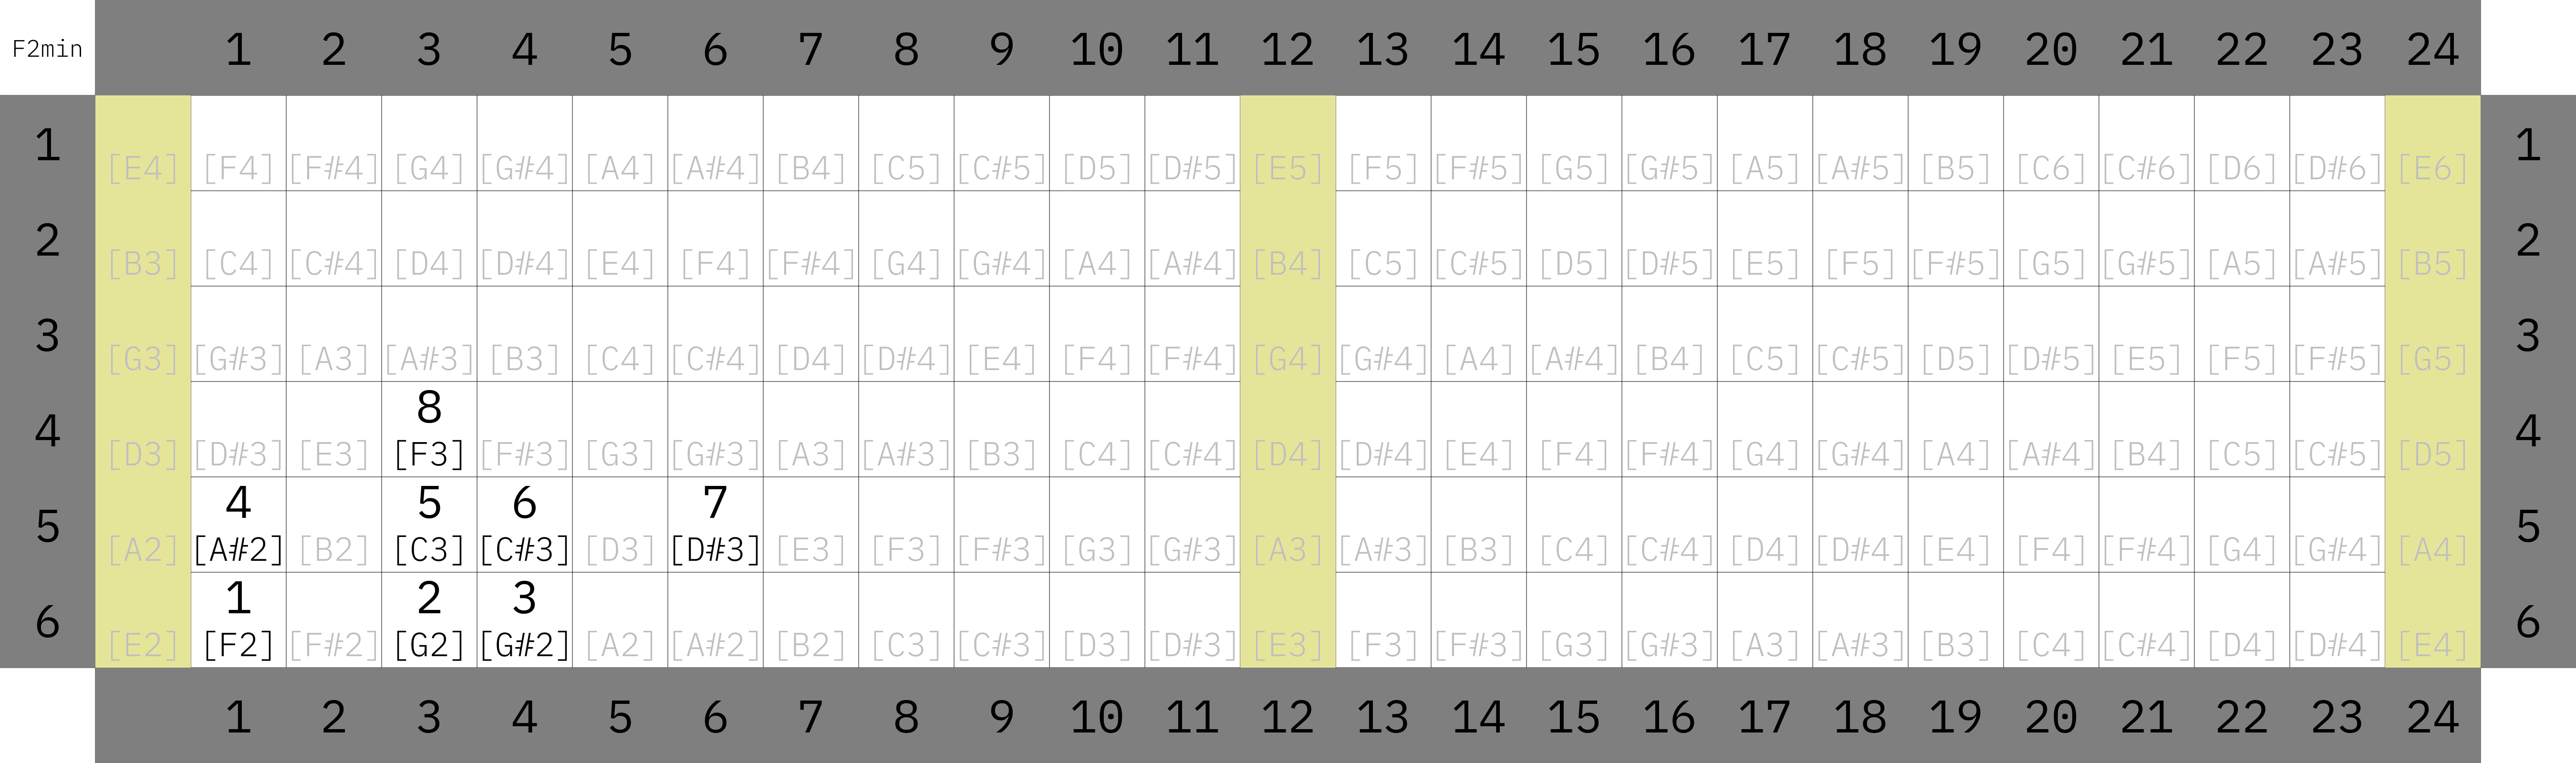 F2min 1 2 3 4 5 6 7 8 9 10 11 12 13 14 15 16 17 18 19 20 21 22 23 24
1 [E4] [F4] [F#4] [G4] [G#4] [A4] [A#4] [B4] [C5] [C#5] [D5] [D#5] [E5] [F5] [F#5] [G5] [G#5] [A5] [A#5] [B5] [C6] [C#6] [D6] [D#6] [E6] 1
2 [B3] [C4] [C#4] [D4] [D#4] [E4] [F4] [F#4] [G4] [G#4] [A4] [A#4] [B4] [C5] [C#5] [D5] [D#5] [E5] [F5] [F#5] [G5] [G#5] [A5] [A#5] [B5] 2
3 [G3] [G#3] [A3] [A#3] [B3] [C4] [C#4] [D4] [D#4] [E4] [F4] [F#4] [G4] [G#4] [A4] [A#4] [B4] [C5] [C#5] [D5] [D#5] [E5] [F5] [F#5] [G5] 3
8
4 [D3] [D#3] [E3] [F3] [F#3] [G3] [G#3] [A3] [A#3] [B3] [C4] [C#4] [D4] [D#4] [E4] [F4] [F#4] [G4] [G#4] [A4] [A#4] [B4] [C5] [C#5] [D5] 4
4 5 6 7
5 [A2] [A#2] [B2] [C3] [C#3] [D3] [D#3] [E3] [F3] [F#3] [G3] [G#3] [A3] [A#3] [B3] [C4] [C#4] [D4] [D#4] [E4] [F4] [F#4] [G4] [G#4] [A4] 5
1 2 3
6 [E2] [F2] [F#2] [G2] [G#2] [A2] [A#2] [B2] [C3] [C#3] [D3] [D#3] [E3] [F3] [F#3] [G3] [G#3] [A3] [A#3] [B3] [C4] [C#4] [D4] [D#4] [E4] 6
1 2 3 4 5 6 7 8 9 10 11 12 13 14 15 16 17 18 19 20 21 22 23 24